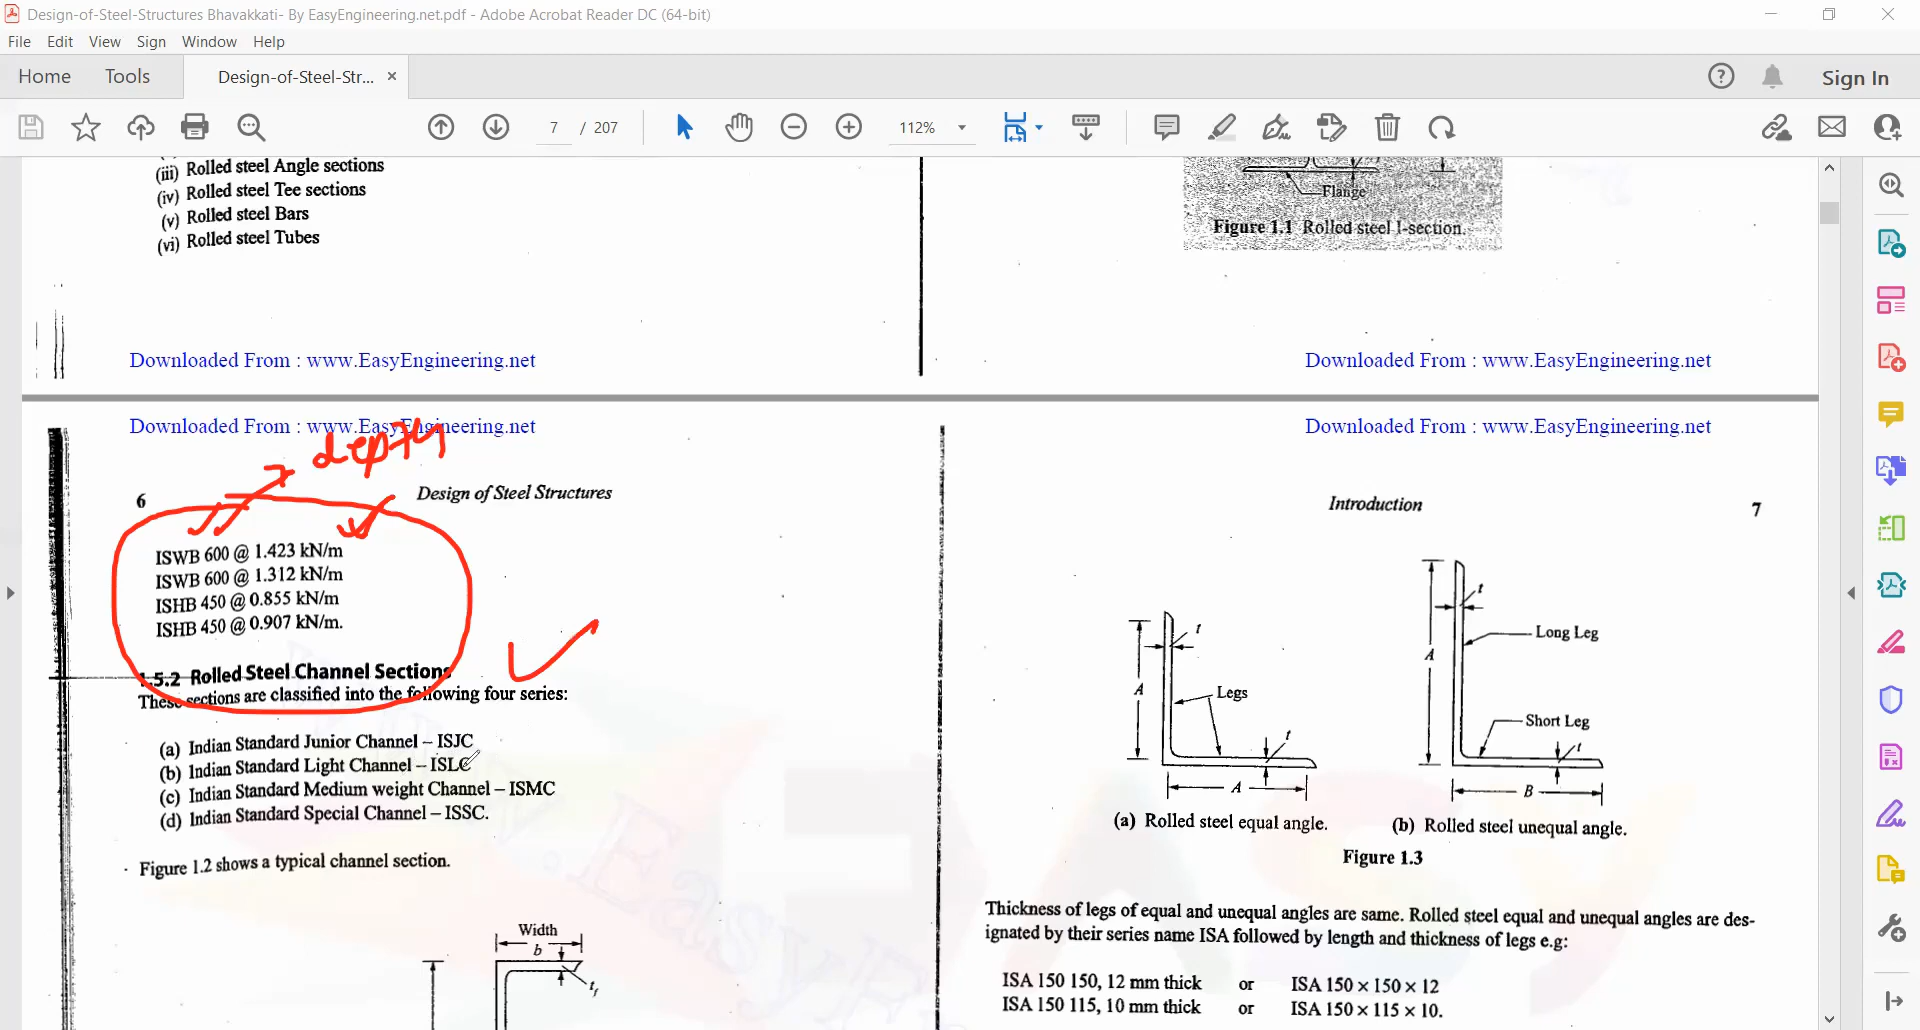 Design-of-Steel-Structures Bhavakkati- By EasyEngineering.net.pdf - Adobe Acrobat Reader DC (64-bit)
File Edit View Sign Window Help
Home Tools Design-of-Steel-Str... × Sign In
7 / 207 112%
(iii) Rolled steel Angle sections
(iv) Rolled steel Tee sections
(v) Rolled steel Bars
(vi) Rolled steel Tubes
Flange
Figure 1.1 Rolled steel I-section.
Downloaded From : www.EasyEngineering.net
Downloaded From : www.EasyEngineering.net
Downloaded From : www.EasyEngineering.net
depth
6 Design of Steel Structures
ISWB 600 @ 1.423 kN/m
ISWB 600 @ 1.312 kN/m
ISHB 450 @ 0.855 kN/m
ISHB 450 @ 0.907 kN/m.
1.5.2 Rolled Steel Channel Sections
These sections are classified into the following four series:
(a) Indian Standard Junior Channel – ISJC
(b) Indian Standard Light Channel – ISLC
(c) Indian Standard Medium weight Channel – ISMC
(d) Indian Standard Special Channel – ISSC.
Figure 1.2 shows a typical channel section.
Width
b
tf
Downloaded From : www.EasyEngineering.net
Introduction 7
t
A
Legs
t
A
t
Long Leg
A
Short Leg
t
B
(a) Rolled steel equal angle. (b) Rolled steel unequal angle.
Figure 1.3
Thickness of legs of equal and unequal angles are same. Rolled steel equal and unequal angles are des-
ignated by their series name ISA followed by length and thickness of legs e.g:
ISA 150 150, 12 mm thick or ISA 150 × 150 × 12
ISA 150 115, 10 mm thick or ISA 150 × 115 × 10.